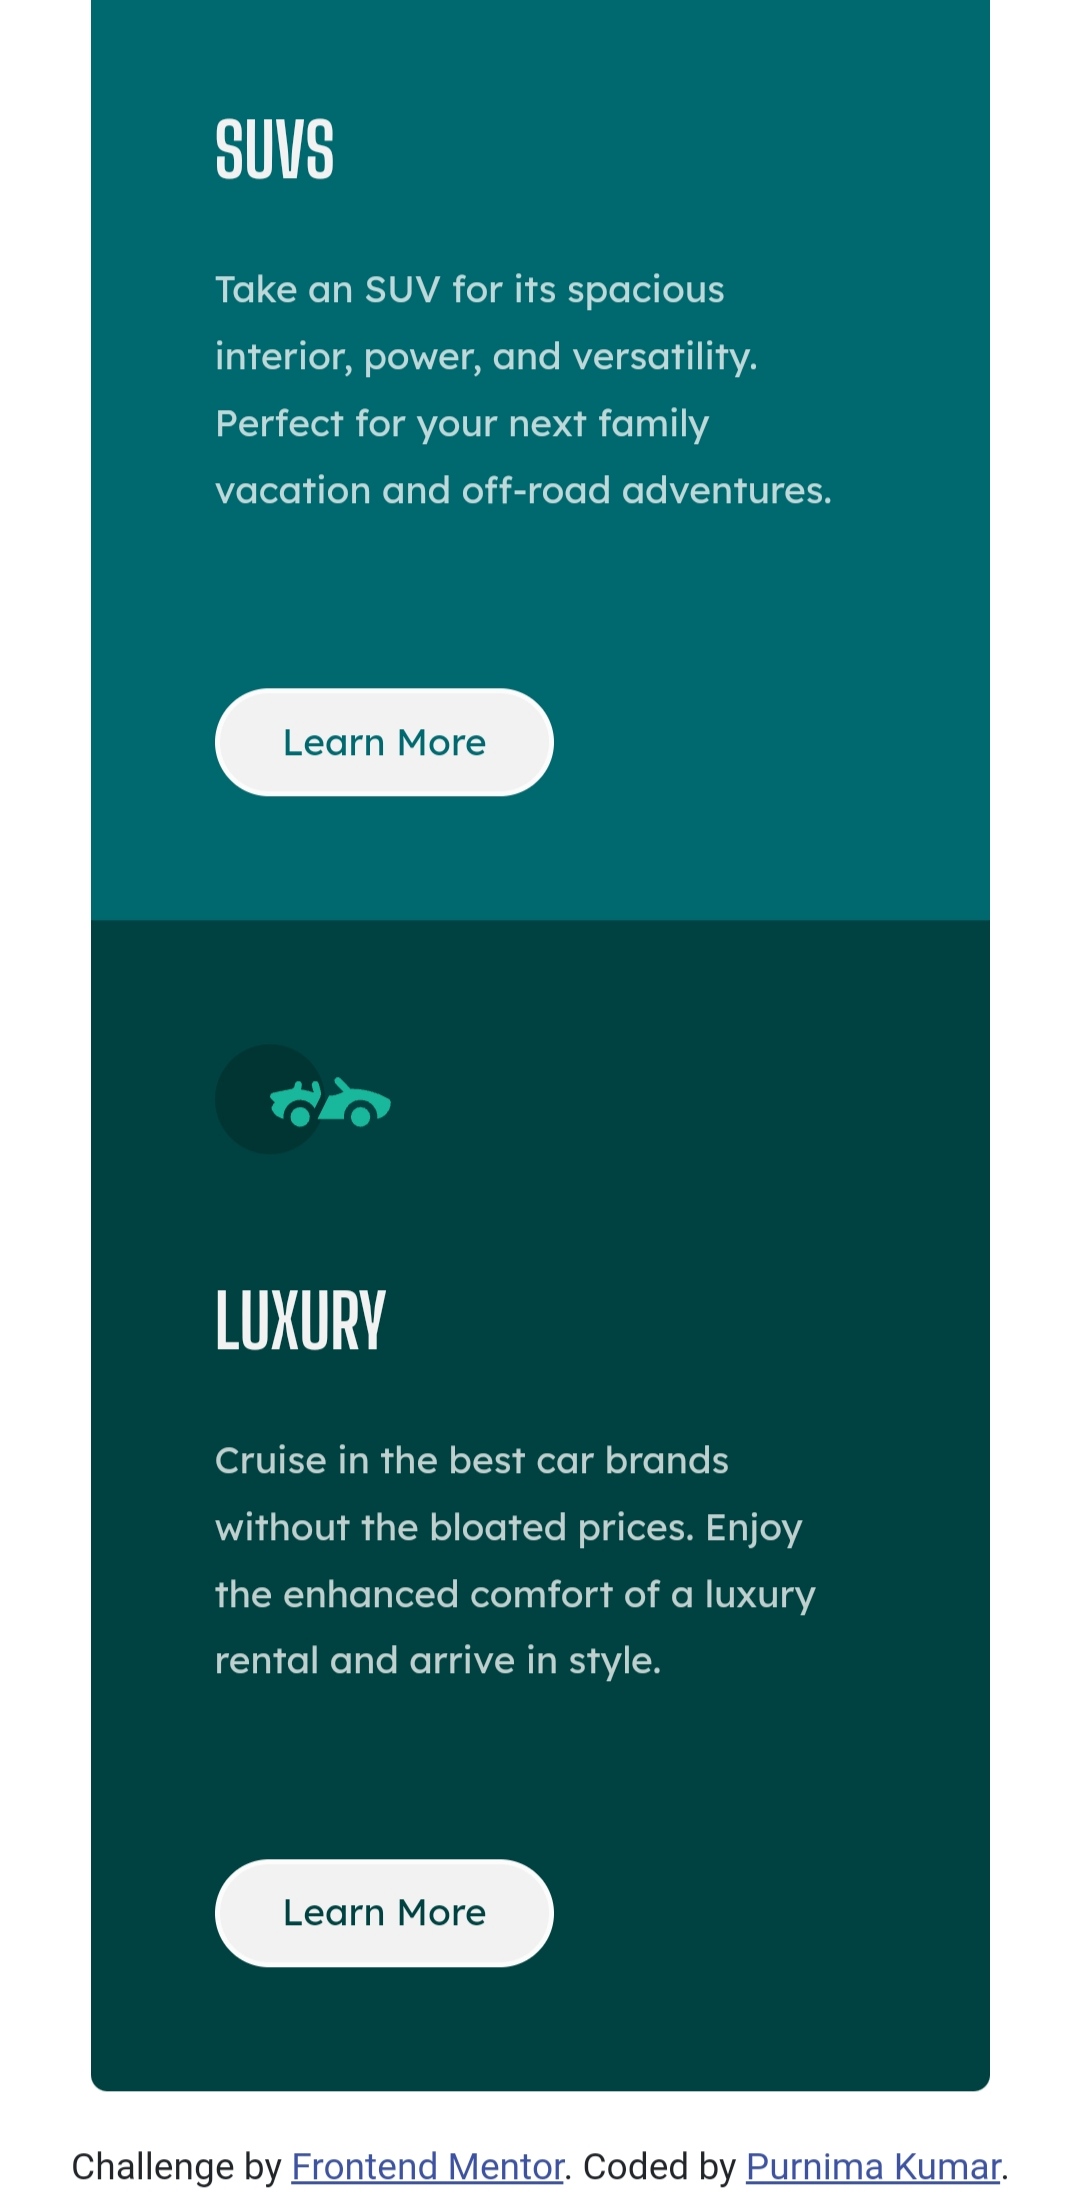 SUVS
Take an SUV for its spacious
interior, power, and versatility.
Perfect for your next family
vacation and off-road adventures.
Learn More
LUXURY
Cruise in the best car brands
without the bloated prices. Enjoy
the enhanced comfort of a luxury
rental and arrive in style.
Learn More
Challenge by Frontend Mentor. Coded by Purnima Kumar.